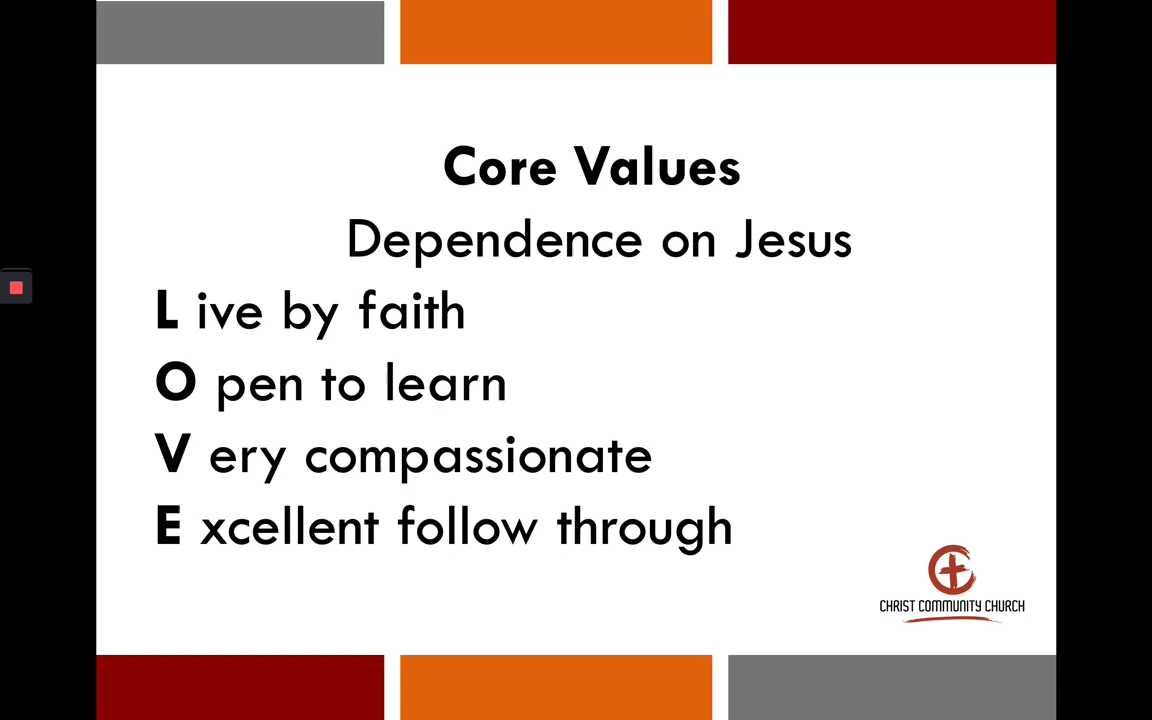 Core Values
Dependence on Jesus
L ive by faith
O pen to learn
V ery compassionate
E xcellent follow through
CHRIST COMMUNITY CHURCH